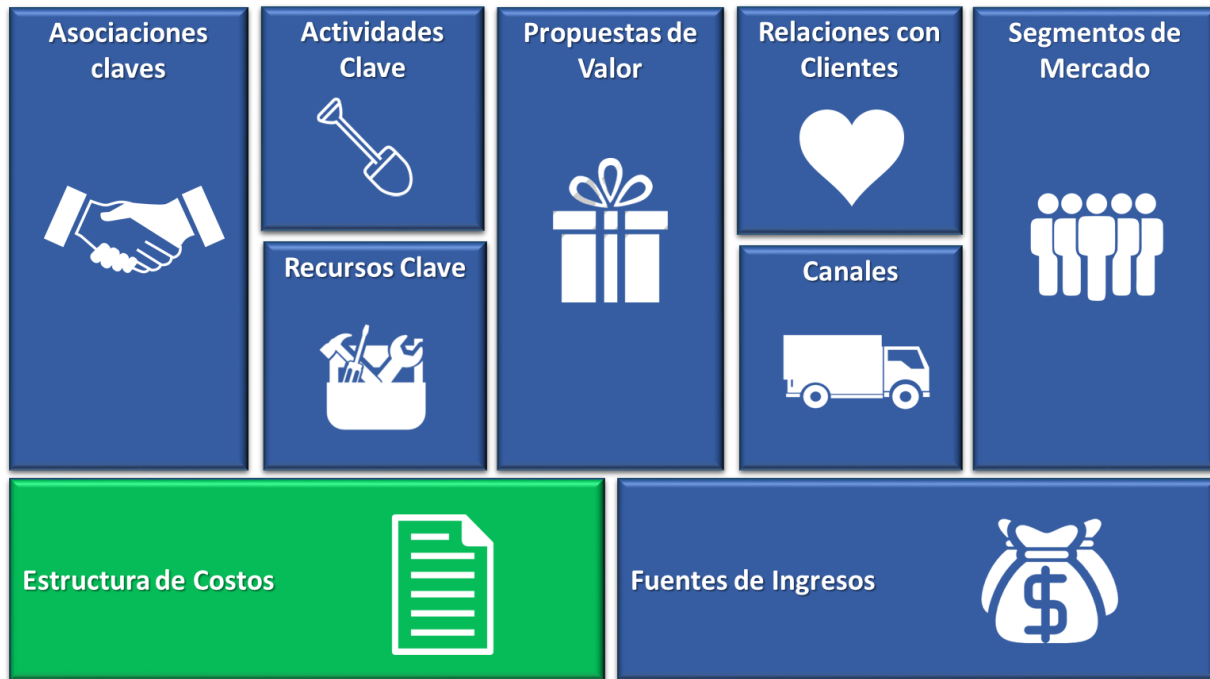 Asociaciones
claves
Actividades
Clave
Propuestas de
Valor
Relaciones con
Clientes
Segmentos de
Mercado
Recursos Clave
Canales
Estructura de Costos
Fuentes de Ingresos
$